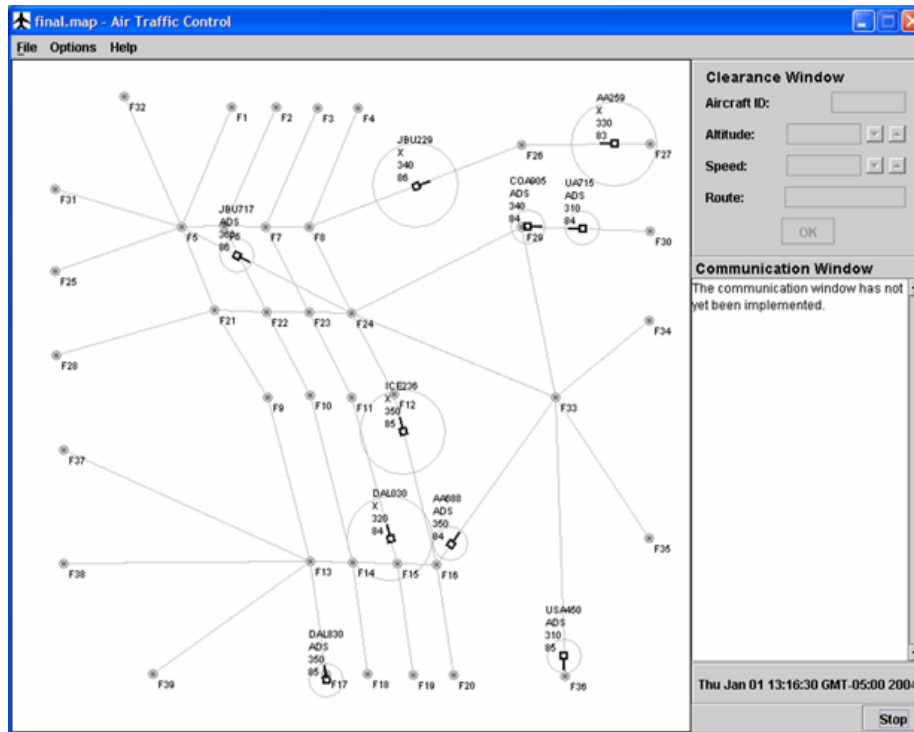 final.map - Air Traffic Control
File Options Help
F32
F1
F2
F3
F4
AA259
X
330
83
F27
JBU229
X
340
86
F26
F31
COA905
ADS
340
84
F29
UA715
ADS
310
84
F30
JBU717
ADS
86
F5
F6
F7
F8
F25
F21
F22
F23
F24
F34
F28
ICE236
X
350
85
F12
F9
F10
F11
F33
F37
DAL030
X
320
84
AA688
ADS
350
84
F35
F38
F13
F14
F15
F16
USA460
ADS
310
85
DAL830
ADS
350
85
F39
F17
F18
F19
F20
F36
Clearance Window
Aircraft ID:
Altitude:
Speed:
Route:
OK
Communication Window
The communication window has not
yet been implemented.
Thu Jan 01 13:16:30 GMT-05:00 2004
Stop